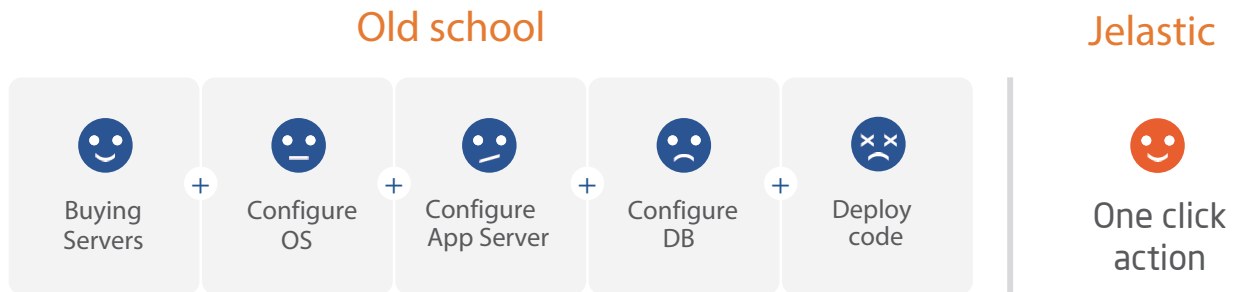 Old school
Jelastic
Buying
Servers
+
Configure
OS
+
Configure
App Server
+
Configure
DB
+
Deploy
code
One click
action